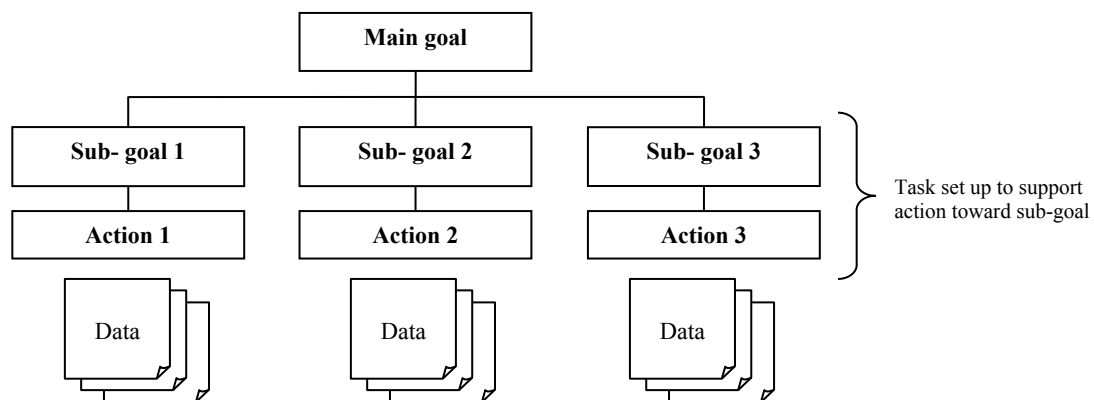 Main goal
Sub- goal 1
Sub- goal 2
Sub- goal 3
Task set up to support
action toward sub-goal
Action 1
Action 2
Action 3
Data
Data
Data